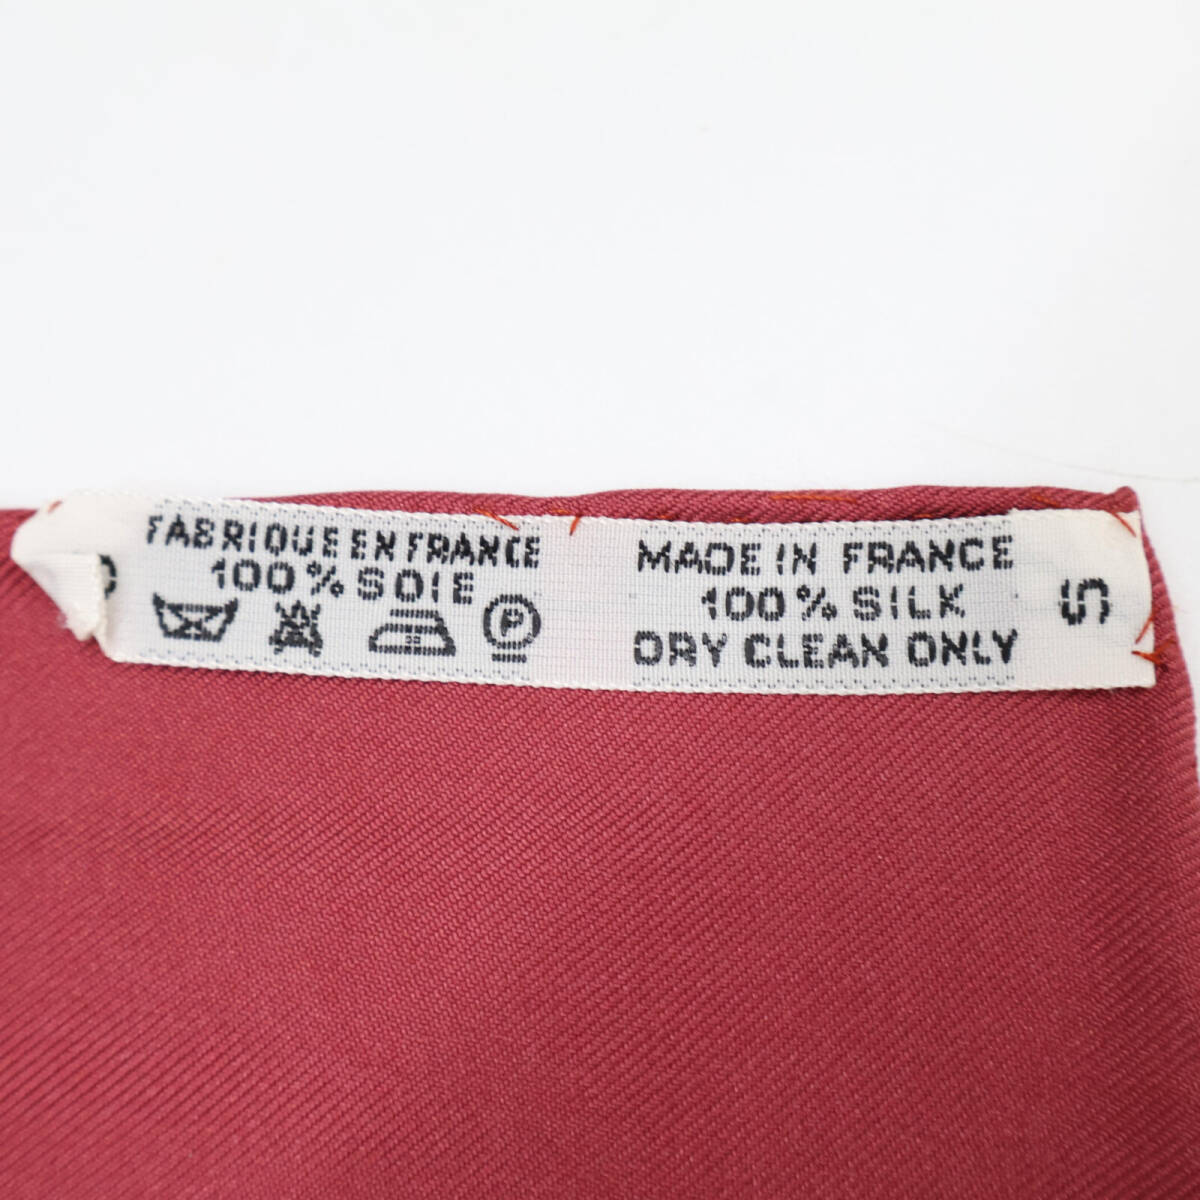 FABRIQUE EN FRANCE
100% SOIE
P
MADE IN FRANCE
100% SILK
DRY CLEAN ONLY
S